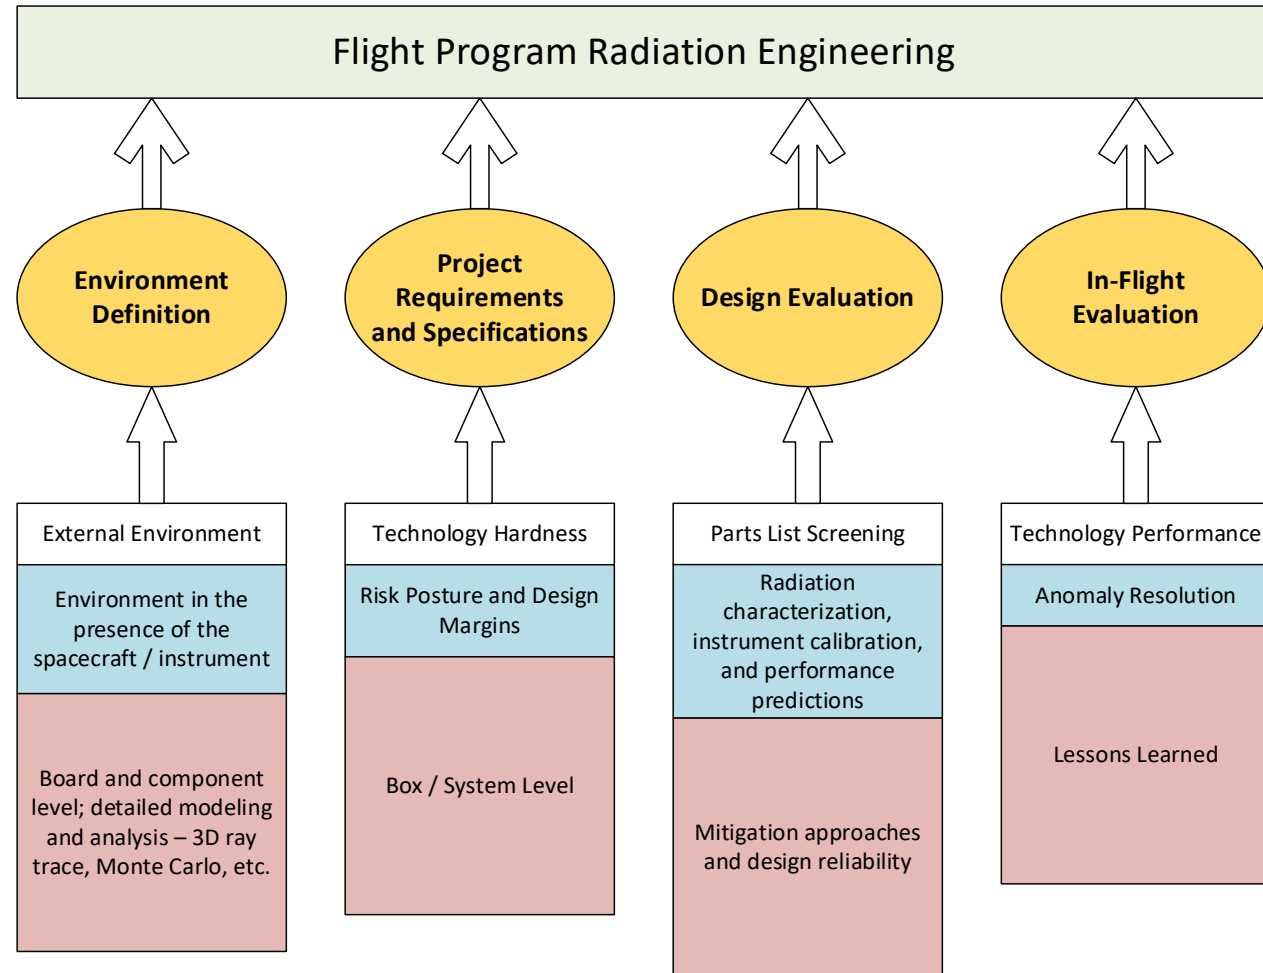 Flight Program Radiation Engineering
Environment
Definition
Project
Requirements
and Specifications
Design Evaluation
In-Flight
Evaluation
External Environment
Environment in the
presence of the
spacecraft / instrument
Board and component
level; detailed modeling
and analysis – 3D ray
trace, Monte Carlo, etc.
Technology Hardness
Risk Posture and Design
Margins
Box / System Level
Parts List Screening
Radiation
characterization,
instrument calibration,
and performance
predictions
Mitigation approaches
and design reliability
Technology Performance
Anomaly Resolution
Lessons Learned